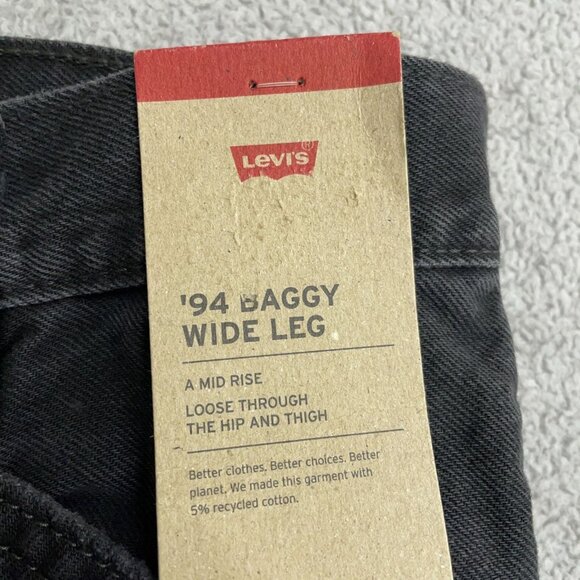 LEVI'S®
'94 BAGGY
WIDE LEG
A MID RISE
LOOSE THROUGH
THE HIP AND THIGH
Better clothes. Better choices. Better
planet. We made this garment with
5% recycled cotton.